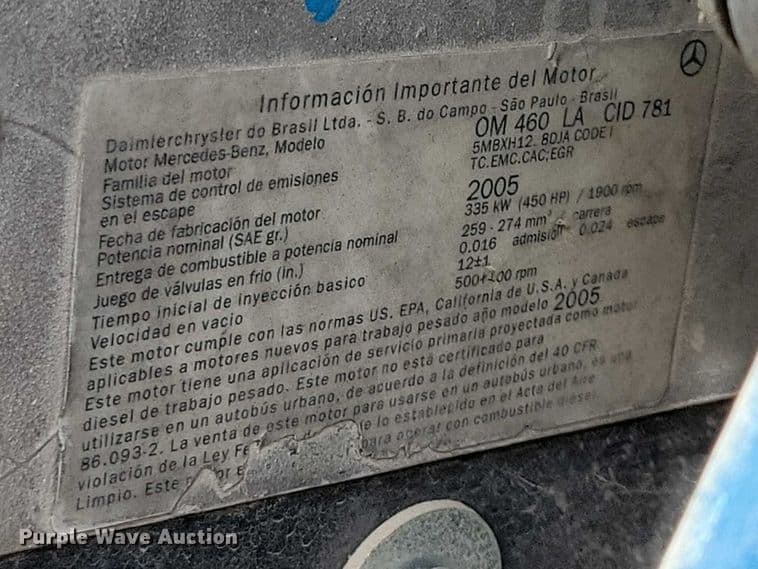 Información Importante del Motor
Daimlerchrysler do Brasil Ltda. - S. B. do Campo - São Paulo - Brasil
Motor Mercedes-Benz, Modelo OM 460 LA CID 781
Familia del motor 5MBXH12. 8DJA CODE I
Sistema de control de emisiones TC.EMC.CAC;EGR
en el escape
Fecha de fabricación del motor 2005
Potencia nominal (SAE gr.) 335 kW (450 HP) / 1900 rpm
Entrega de combustible a potencia nominal 259 - 274 mm³ / carrera
Juego de válvulas en frio (in.) 0.016 admisión - 0.024 escape
Tiempo inicial de inyección basico 12±1
Velocidad en vacio 500+100 rpm
Este motor cumple con las normas US. EPA, California de U.S.A. y Canada
aplicables a motores nuevos para trabajo pesado año modelo 2005
Este motor tiene una aplicación de servicio primaria proyectada como motor
diesel de trabajo pesado. Este motor no está certificado para
utilizarse en un autobús urbano, de acuerdo a la definición del 40 CFR
86.093-2. La venta de este motor para usarse en un autobús urbano, es una
violación de la Ley Fe lo establecido en el Acta del Aire
Limpio. Este para operar con combustible diesel.
Purple Wave Auction